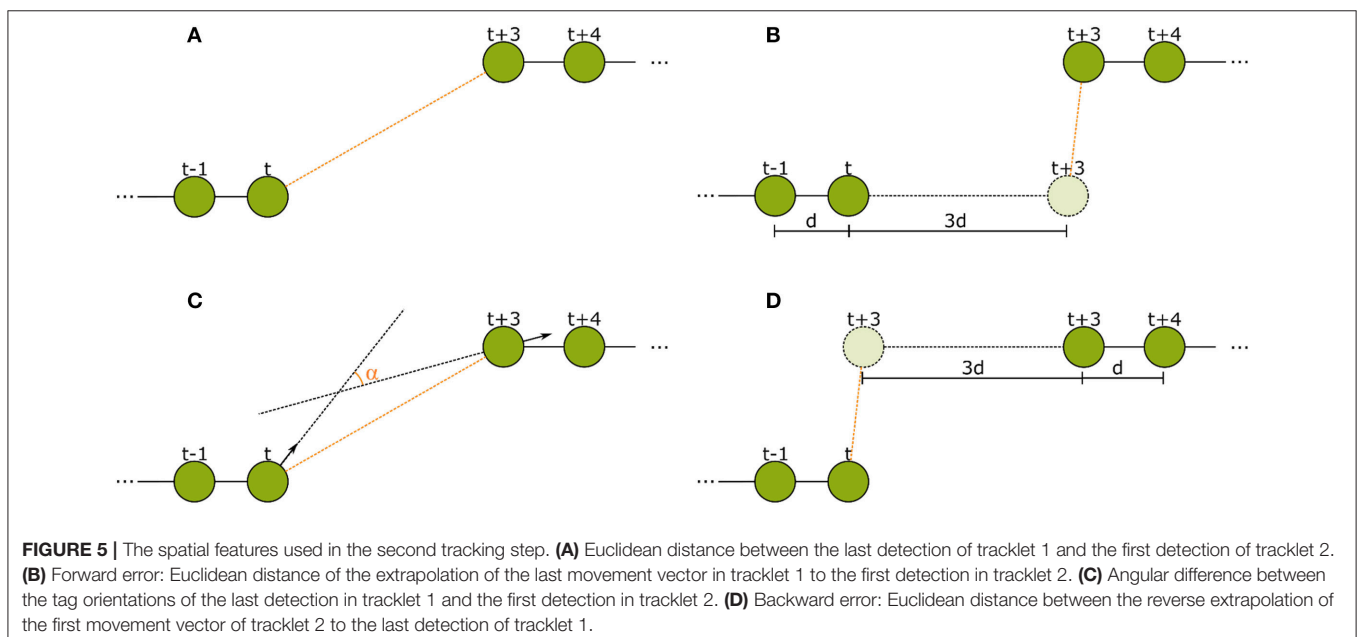 A
t+3 t+4
...
t-1 t
...
B
t+3 t+4
...
t-1 t t+3
...
d 3d
C
t+3 t+4
...
α
t-1 t
...
D
t+3 t+3 t+4
...
3d d
t-1 t
...
FIGURE 5 | The spatial features used in the second tracking step. (A) Euclidean distance between the last detection of tracklet 1 and the first detection of tracklet 2.
(B) Forward error: Euclidean distance of the extrapolation of the last movement vector in tracklet 1 to the first detection in tracklet 2. (C) Angular difference between
the tag orientations of the last detection in tracklet 1 and the first detection in tracklet 2. (D) Backward error: Euclidean distance between the reverse extrapolation of
the first movement vector of tracklet 2 to the last detection of tracklet 1.